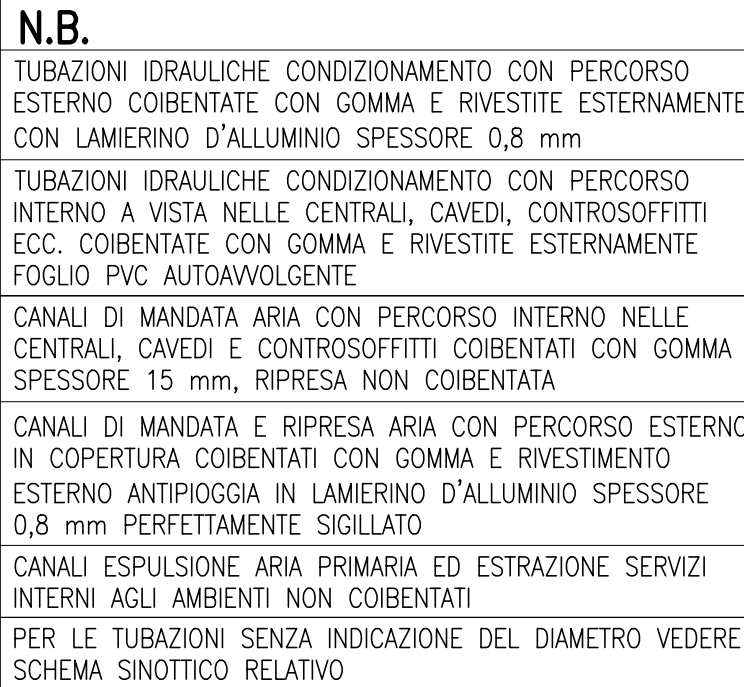 N.B.
TUBAZIONI IDRAULICHE CONDIZIONAMENTO CON PERCORSO
ESTERNO COIBENTATE CON GOMMA E RIVESTITE ESTERNAMENTE
CON LAMIERINO D'ALLUMINIO SPESSORE 0,8 mm
TUBAZIONI IDRAULICHE CONDIZIONAMENTO CON PERCORSO
INTERNO A VISTA NELLE CENTRALI, CAVEDI, CONTROSOFFITTI
ECC. COIBENTATE CON GOMMA E RIVESTITE ESTERNAMENTE
FOGLIO PVC AUTOAVVOLGENTE
CANALI DI MANDATA ARIA CON PERCORSO INTERNO NELLE
CENTRALI, CAVEDI E CONTROSOFFITTI COIBENTATI CON GOMMA
SPESSORE 15 mm, RIPRESA NON COIBENTATA
CANALI DI MANDATA E RIPRESA ARIA CON PERCORSO ESTERNO
IN COPERTURA COIBENTATI CON GOMMA E RIVESTIMENTO
ESTERNO ANTIPIOGGIA IN LAMIERINO D'ALLUMINIO SPESSORE
0,8 mm PERFETTAMENTE SIGILLATO
CANALI ESPULSIONE ARIA PRIMARIA ED ESTRAZIONE SERVIZI
INTERNI AGLI AMBIENTI NON COIBENTATI
PER LE TUBAZIONI SENZA INDICAZIONE DEL DIAMETRO VEDERE
SCHEMA SINOTTICO RELATIVO